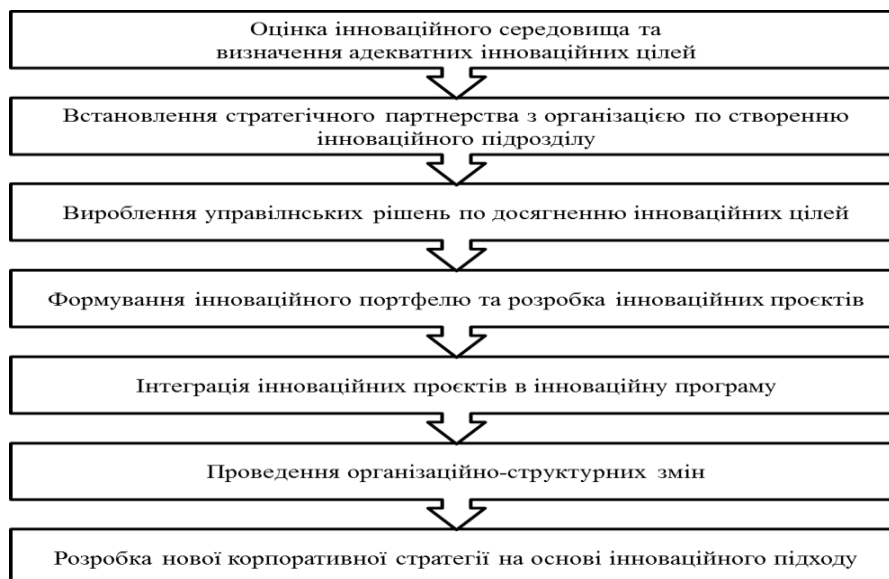 Оцінка інноваційного середовища та
визначення адекватних інноваційних цілей
Встановлення стратегічного партнерства з організацією по створенню
інноваційного підрозділу
Вироблення управілнських рішень по досягненню інноваційних цілей
Формування інноваційного портфелю та розробка інноваційних проєктів
Інтеграція інноваційних проєктів в інноваційну програму
Проведення організаційно-структурних змін
Розробка нової корпоративної стратегії на основі інноваційного підходу